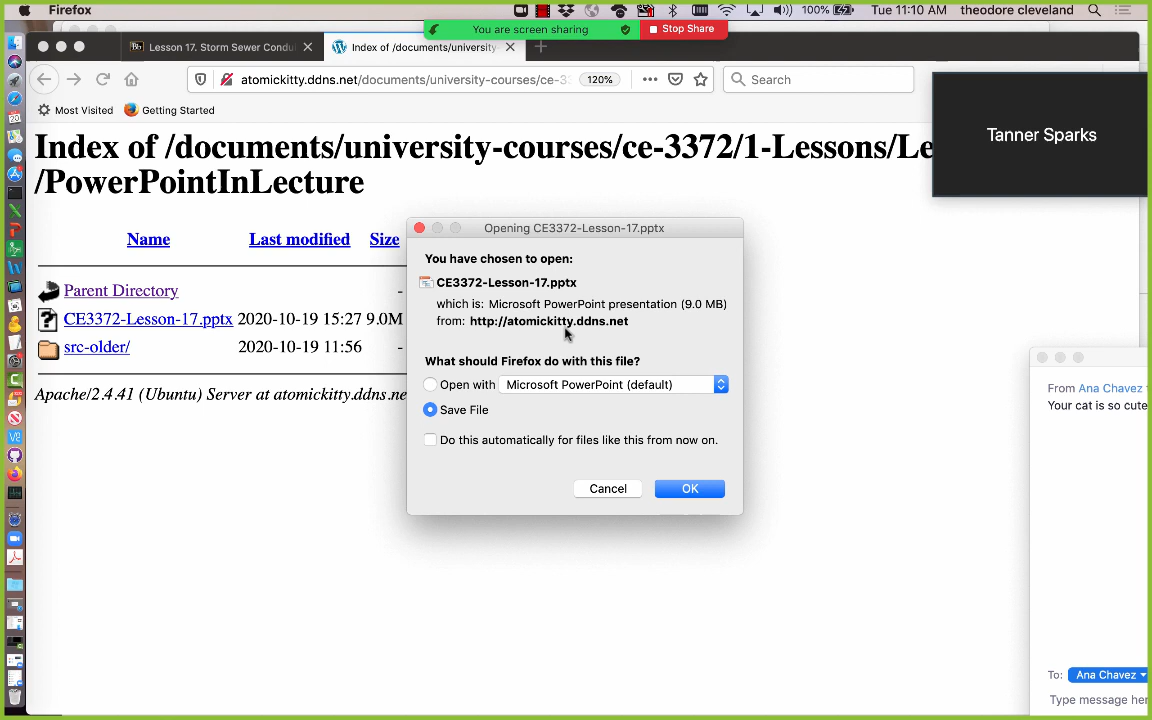 Firefox
100%
Tue 11:10 AM
theodore cleveland
You are screen sharing
Stop Share
Lesson 17. Storm Sewer Condui
Index of /documents/university-
atomickitty.ddns.net/documents/university-courses/ce-3
120%
Search
Most Visited
Getting Started
Tanner Sparks
Index of /documents/university-courses/ce-3372/1-Lessons/Le
/PowerPointInLecture
Name Last modified Size
Parent Directory -
CE3372-Lesson-17.pptx 2020-10-19 15:27 9.0M
src-older/ 2020-10-19 11:56 -
Apache/2.4.41 (Ubuntu) Server at atomickitty.ddns.ne
Opening CE3372-Lesson-17.pptx
You have chosen to open:
CE3372-Lesson-17.pptx
which is: Microsoft PowerPoint presentation (9.0 MB)
from: http://atomickitty.ddns.net
What should Firefox do with this file?
Open with Microsoft PowerPoint (default)
Save File
Do this automatically for files like this from now on.
Cancel
OK
From Ana Chavez
Your cat is so cute
To: Ana Chavez
Type message her